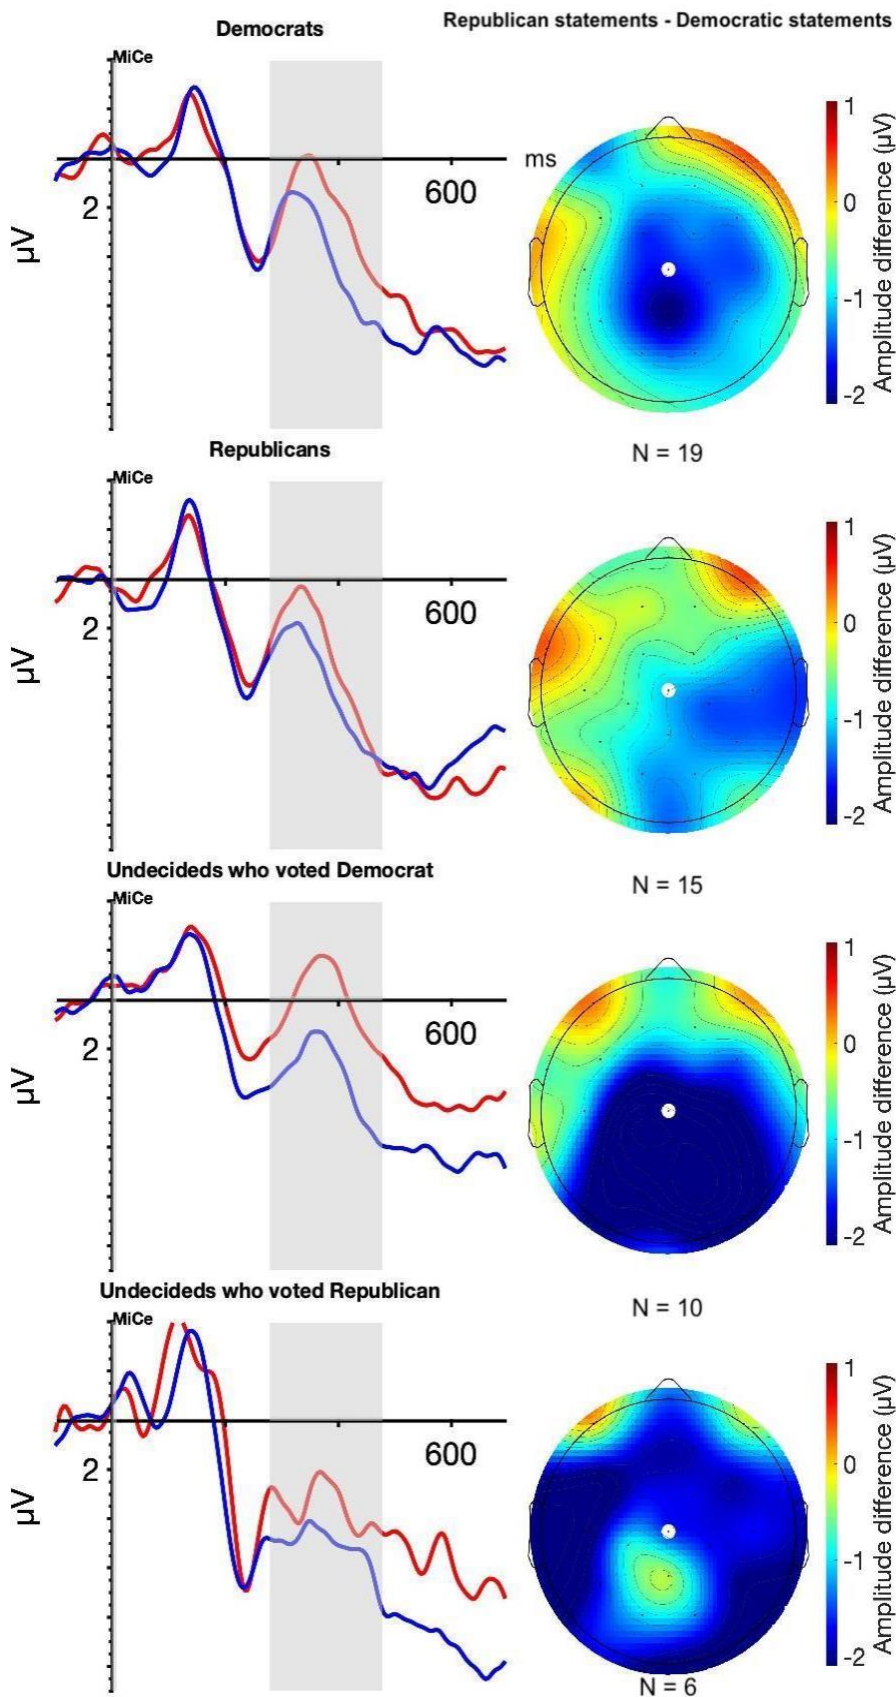 Republican statements - Democratic statements
Democrats
MiCe
ms
600
2
µV
1
0
-1
-2
Amplitude difference (µV)
N = 19
Republicans
MiCe
600
2
µV
1
0
-1
-2
Amplitude difference (µV)
N = 15
Undecideds who voted Democrat
MiCe
600
2
µV
1
0
-1
-2
Amplitude difference (µV)
N = 10
Undecideds who voted Republican
MiCe
600
2
µV
1
0
-1
-2
Amplitude difference (µV)
N = 6